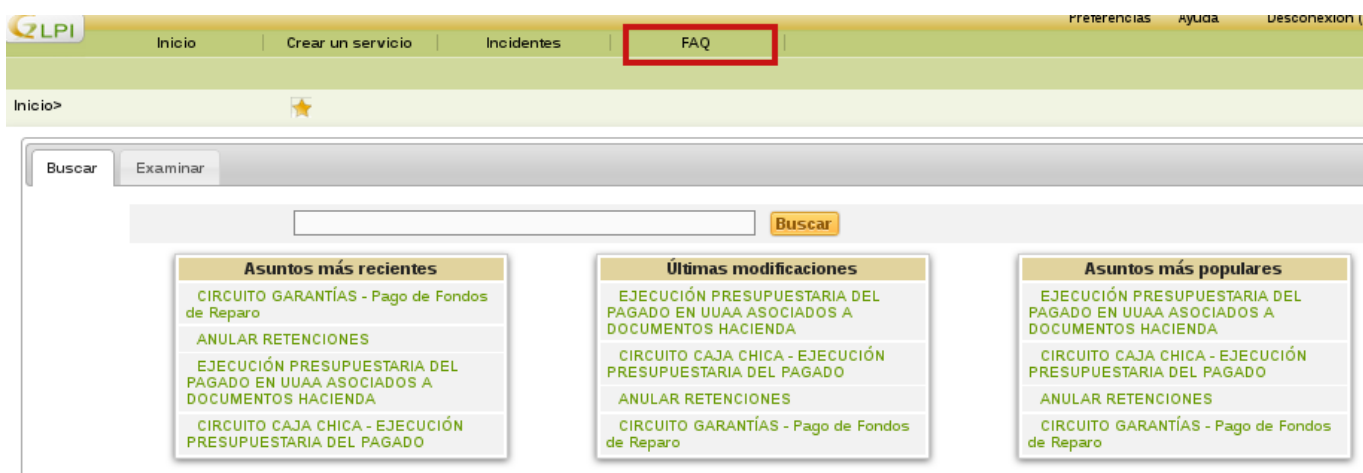 Preferencias Ayuda Desconexión (
GLPI
Inicio Crear un servicio Incidentes FAQ
Inicio>
Buscar Examinar
Buscar
Asuntos más recientes
CIRCUITO GARANTÍAS - Pago de Fondos
de Reparo
ANULAR RETENCIONES
EJECUCIÓN PRESUPUESTARIA DEL
PAGADO EN UUAA ASOCIADOS A
DOCUMENTOS HACIENDA
CIRCUITO CAJA CHICA - EJECUCIÓN
PRESUPUESTARIA DEL PAGADO
Últimas modificaciones
EJECUCIÓN PRESUPUESTARIA DEL
PAGADO EN UUAA ASOCIADOS A
DOCUMENTOS HACIENDA
CIRCUITO CAJA CHICA - EJECUCIÓN
PRESUPUESTARIA DEL PAGADO
ANULAR RETENCIONES
CIRCUITO GARANTÍAS - Pago de Fondos
de Reparo
Asuntos más populares
EJECUCIÓN PRESUPUESTARIA DEL
PAGADO EN UUAA ASOCIADOS A
DOCUMENTOS HACIENDA
CIRCUITO CAJA CHICA - EJECUCIÓN
PRESUPUESTARIA DEL PAGADO
ANULAR RETENCIONES
CIRCUITO GARANTÍAS - Pago de Fondos
de Reparo